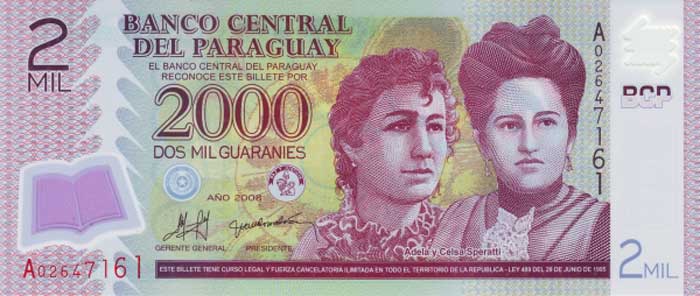 2
MIL
BANCO CENTRAL
DEL PARAGUAY
EL BANCO CENTRAL DEL PARAGUAY
RECONOCE ESTE BILLETE POR
2000
DOS MIL GUARANIES
AÑO 2008
GERENTE GENERAL PRESIDENTE
A02647161
Adela y Celsa Speratti
ESTE BILLETE TIENE CURSO LEGAL Y FUERZA CANCELATORIA ILIMITADA EN TODO EL TERRITORIO DE LA REPUBLICA - LEY 489 DEL 29 DE JUNIO DE 1995
A02647161
BCP
2 MIL